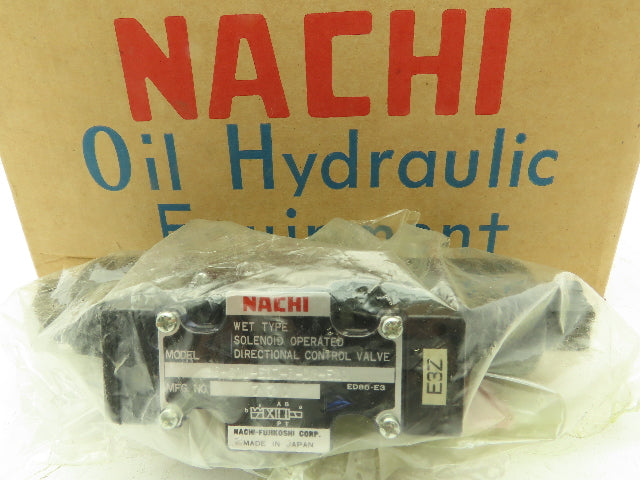 NACHI
Oil Hydraulic
Equipment
NACHI
WET TYPE
SOLENOID OPERATED
MODEL DIRECTIONAL CONTROL VALVE
MFG. NO.
ED86-E3
E3Z
A B
b
P T
NACHI-FUJIKOSHI CORP.
MADE IN JAPAN